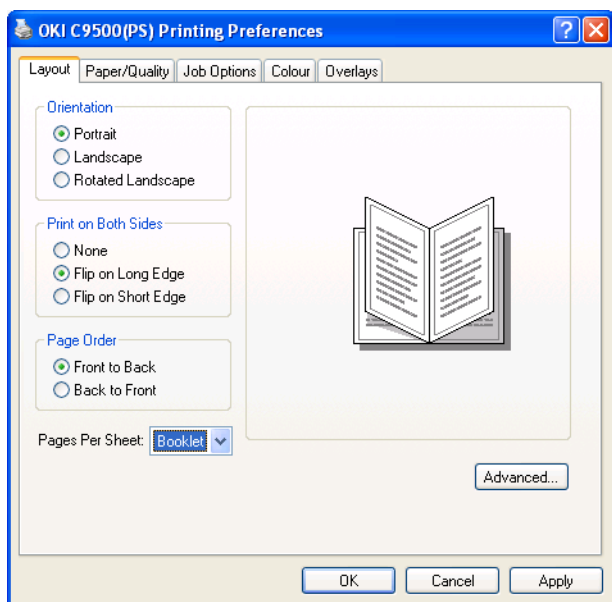 OKI C9500(PS) Printing Preferences
Layout Paper/Quality Job Options Colour Overlays
Orientation
Portrait
Landscape
Rotated Landscape
Print on Both Sides
None
Flip on Long Edge
Flip on Short Edge
Page Order
Front to Back
Back to Front
Pages Per Sheet: Booklet
Advanced...
OK Cancel Apply